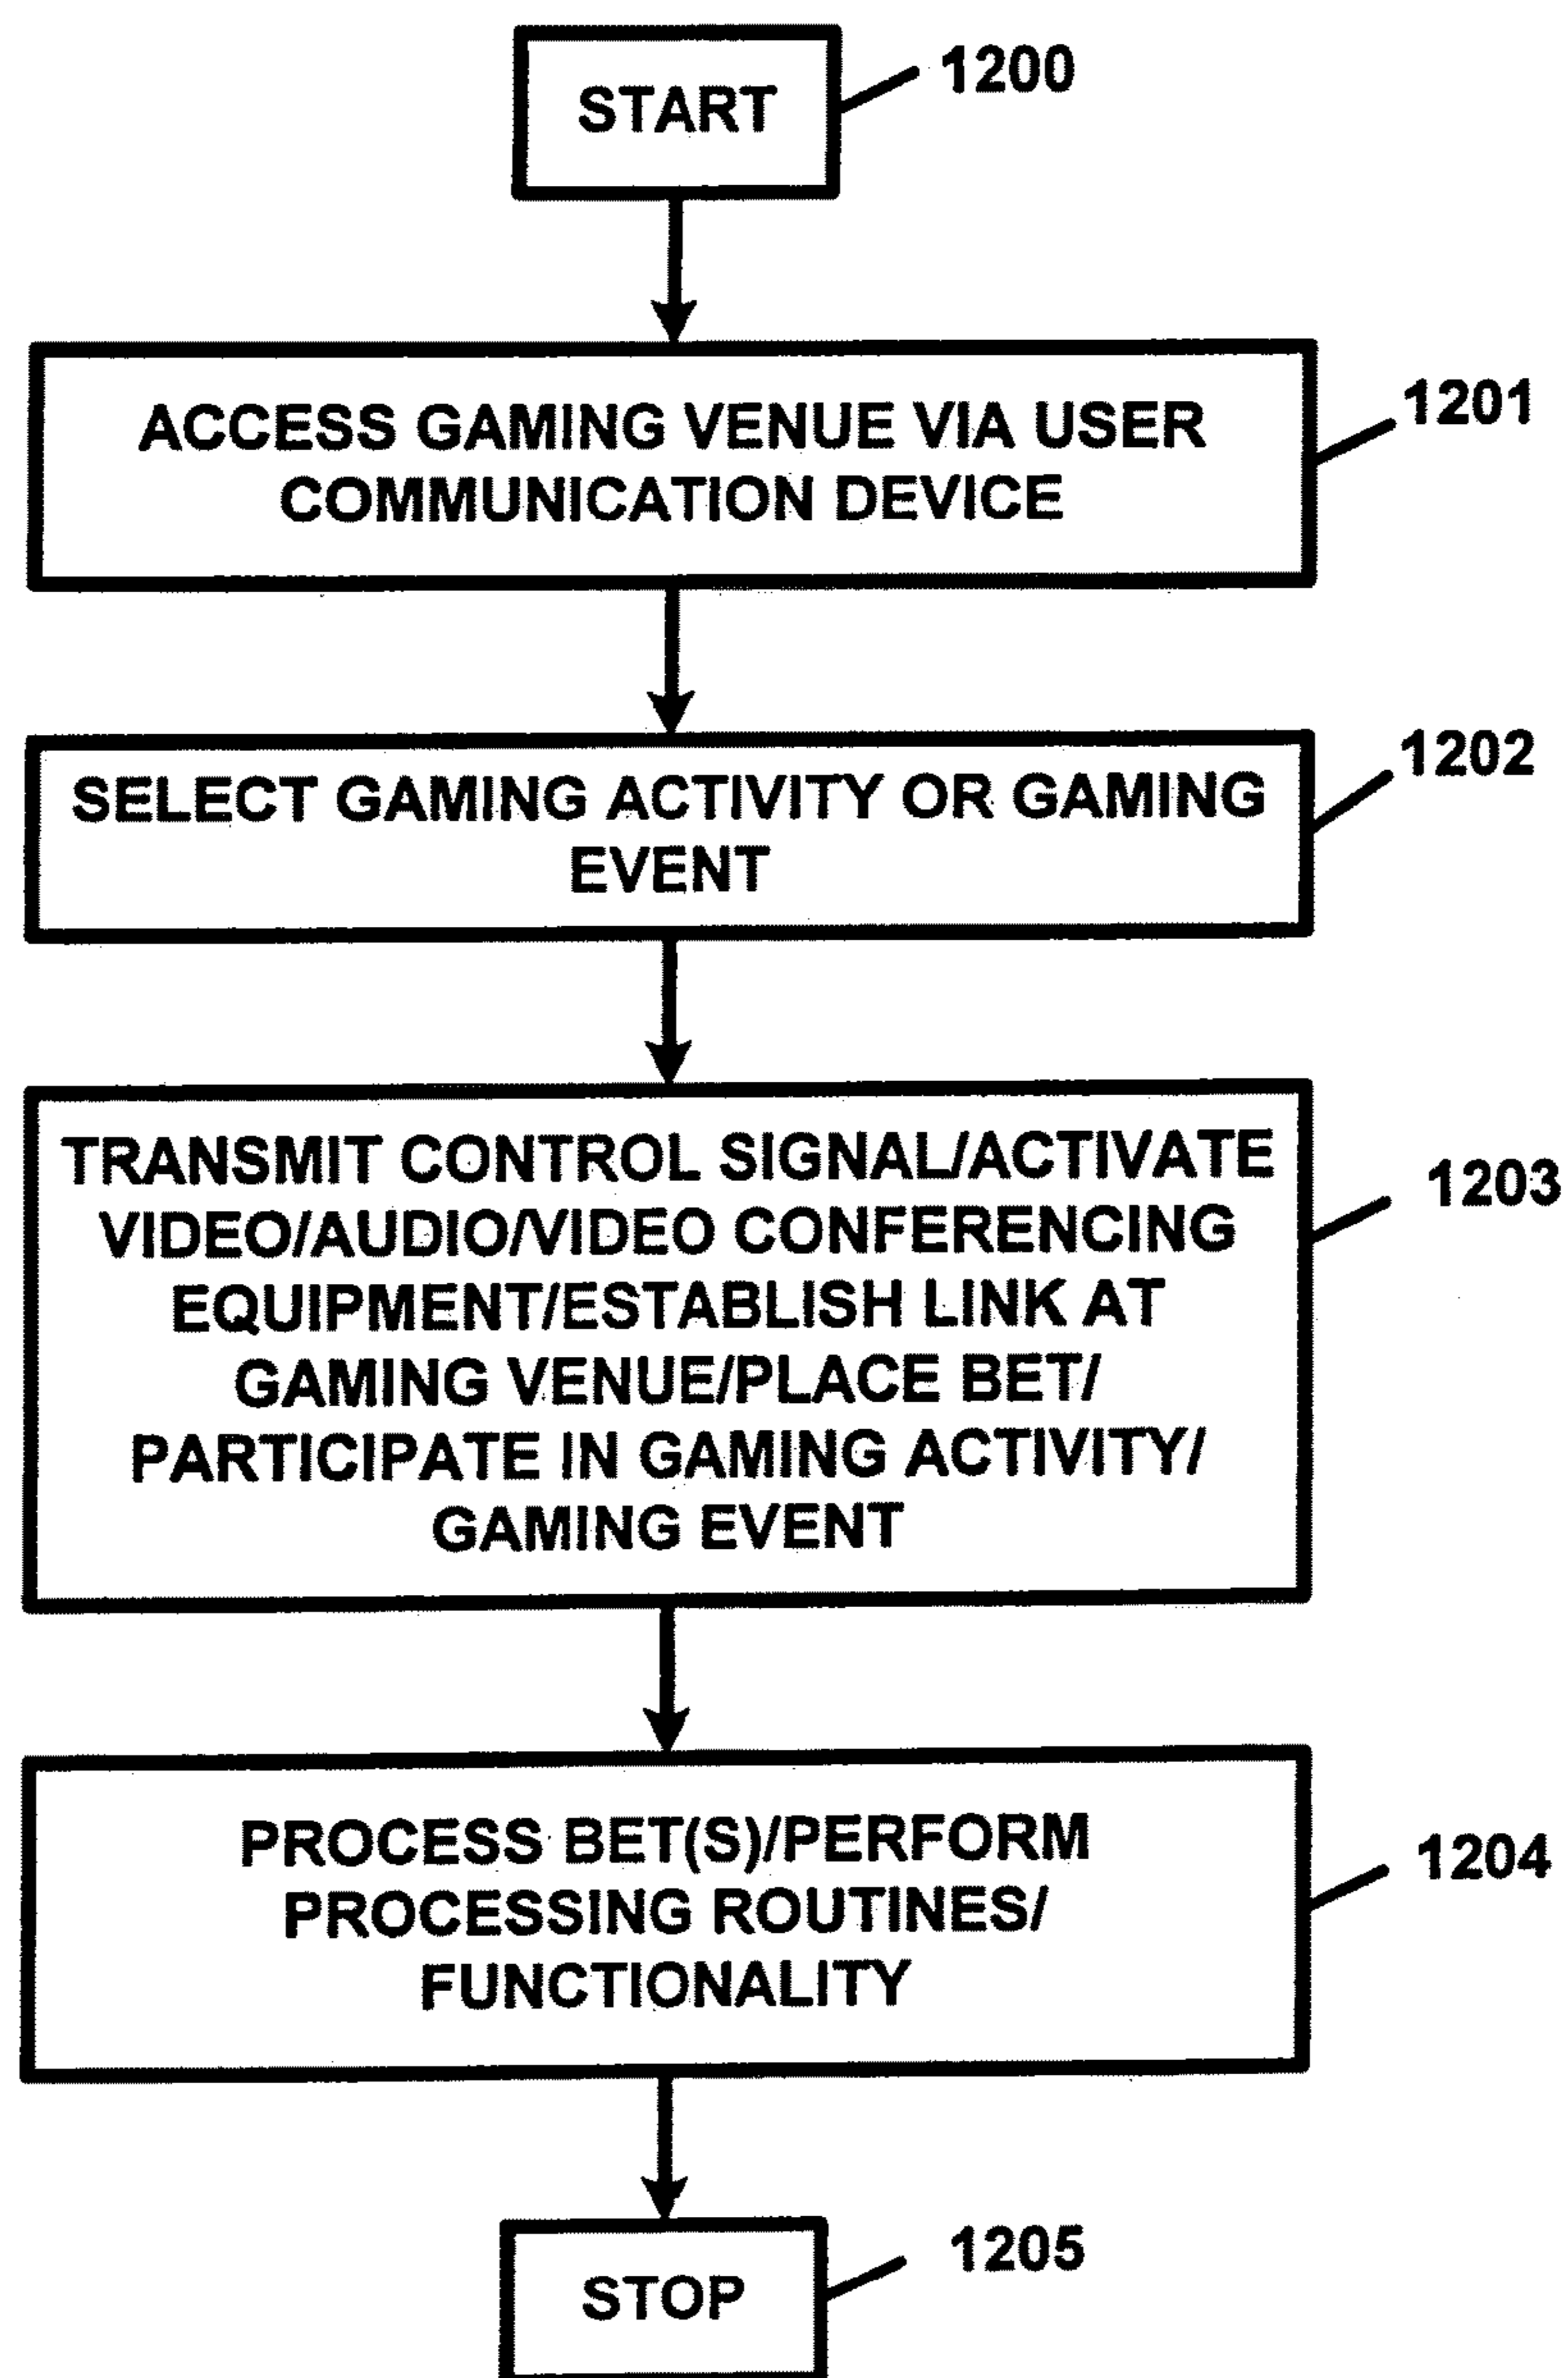 START
1200
ACCESS GAMING VENUE VIA USER
COMMUNICATION DEVICE
1201
SELECT GAMING ACTIVITY OR GAMING
EVENT
1202
TRANSMIT CONTROL SIGNAL/ACTIVATE
VIDEO/AUDIO/VIDEO CONFERENCING
EQUIPMENT/ESTABLISH LINK AT
GAMING VENUE/PLACE BET/
PARTICIPATE IN GAMING ACTIVITY/
GAMING EVENT
1203
PROCESS BET(S)/PERFORM
PROCESSING ROUTINES/
FUNCTIONALITY
1204
STOP
1205